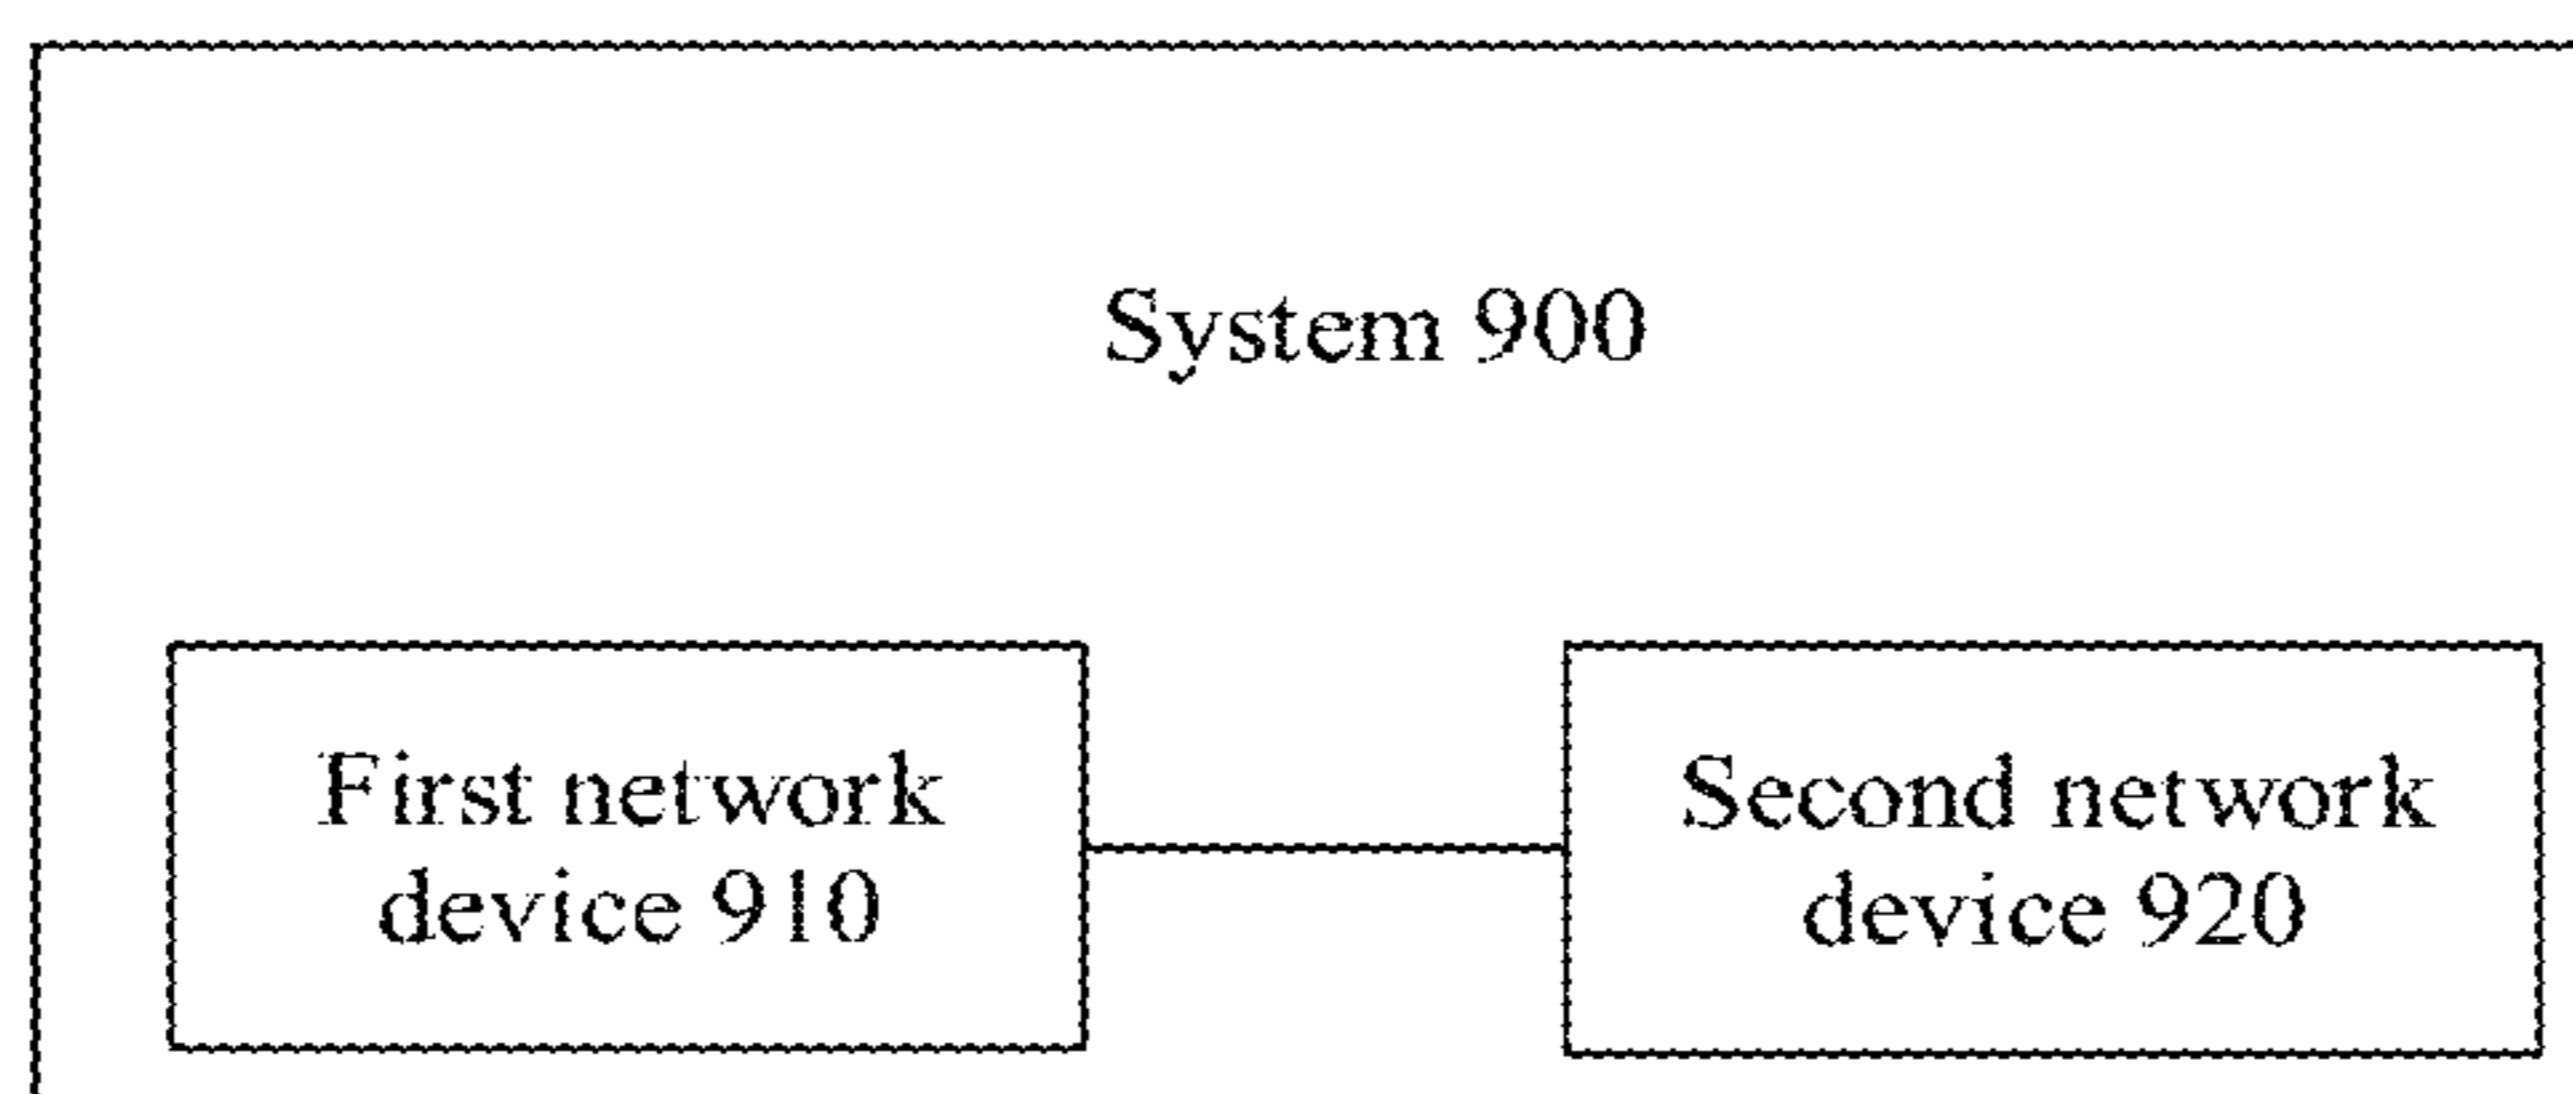 System 900
First network
device 910
Second network
device 920